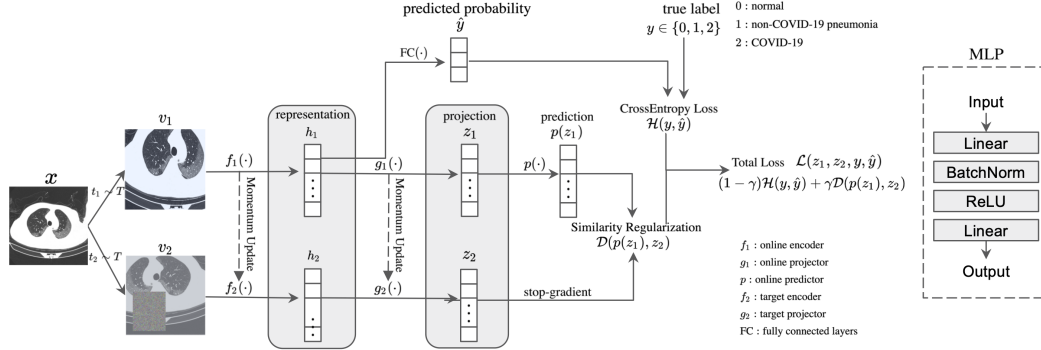 predicted probability
ŷ
true label
y ∈ {0, 1, 2}
0 : normal
1 : non-COVID-19 pneumonia
2 : COVID-19
MLP
FC(·)
CrossEntropy Loss
H(y, ŷ)
x
t₁ ∼ T
t₂ ∼ T
v₁
v₂
f₁(·)
Momentum Update
f₂(·)
representation
h₁
h₂
g₁(·)
Momentum Update
g₂(·)
projection
z₁
z₂
p(·)
prediction
p(z₁)
stop-gradient
Similarity Regularization
D(p(z₁), z₂)
Total Loss L(z₁, z₂, y, ŷ)
(1 − γ)H(y, ŷ) + γD(p(z₁), z₂)
f₁ : online encoder
g₁ : online projector
p : online predictor
f₂ : target encoder
g₂ : target projector
FC : fully connected layers
Input
Linear
BatchNorm
ReLU
Linear
Output